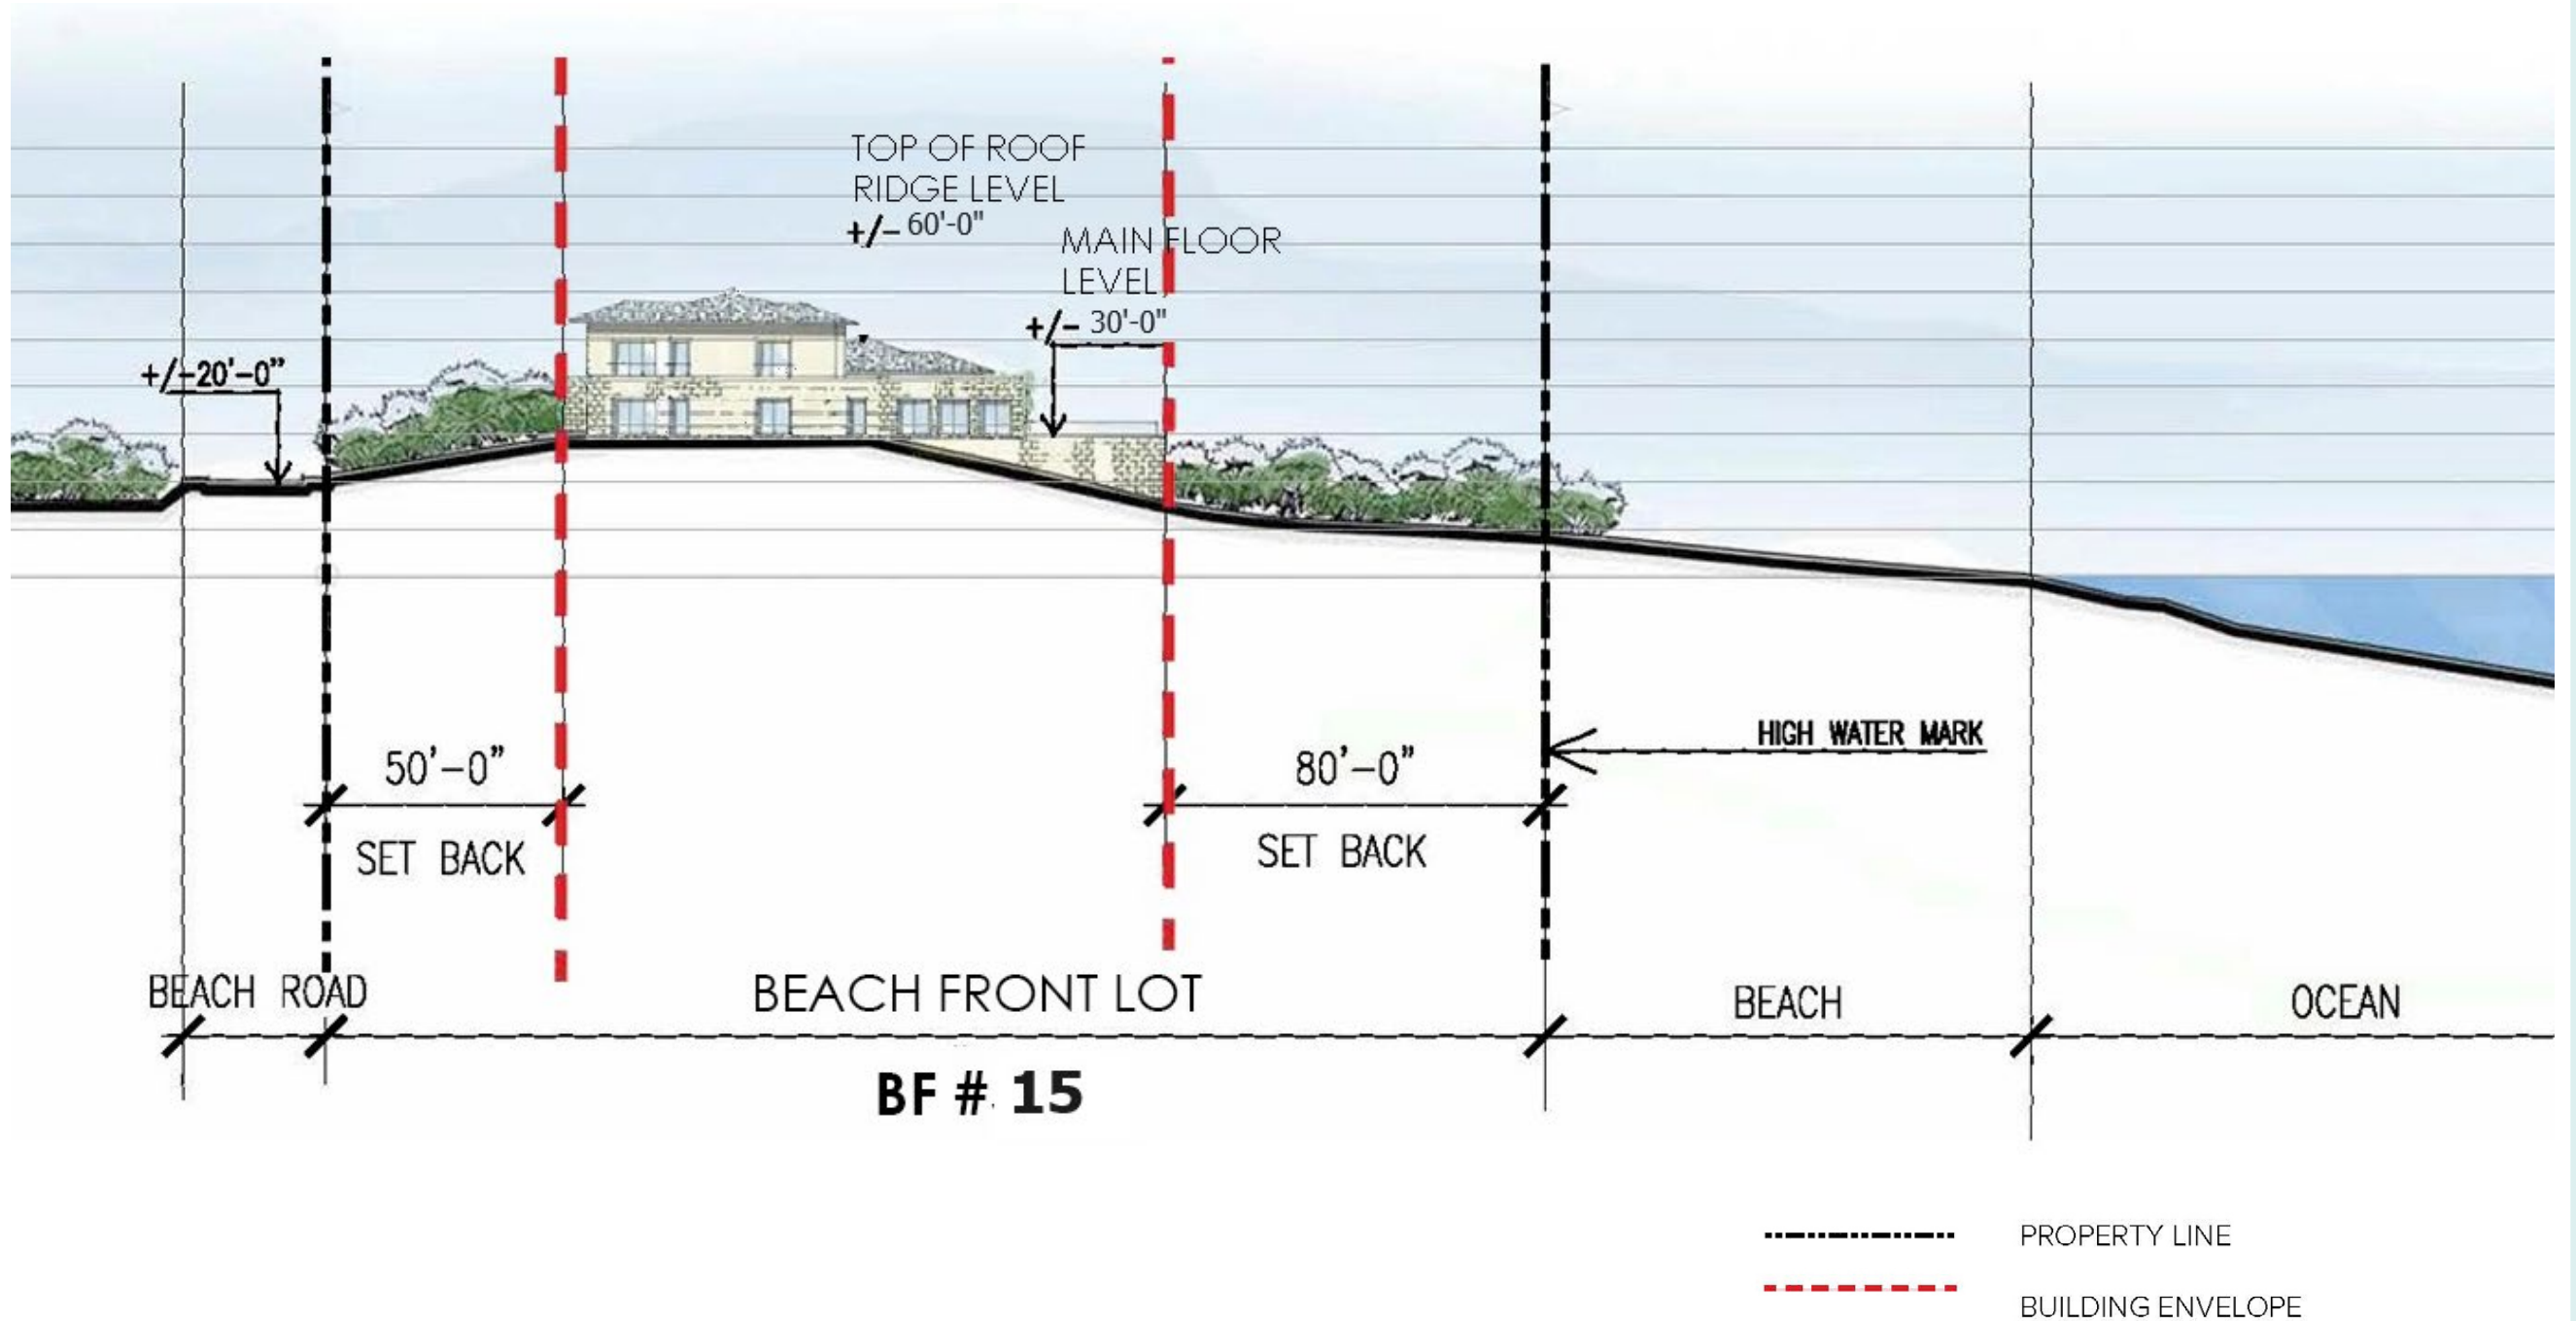 TOP OF ROOF
RIDGE LEVEL
+/- 60'-0"
MAIN FLOOR
LEVEL
+/- 30'-0"
+/-20'-0"
50'-0"
SET BACK
80'-0"
SET BACK
HIGH WATER MARK
BEACH ROAD
BEACH FRONT LOT
BEACH
OCEAN
BF # 15
PROPERTY LINE
BUILDING ENVELOPE